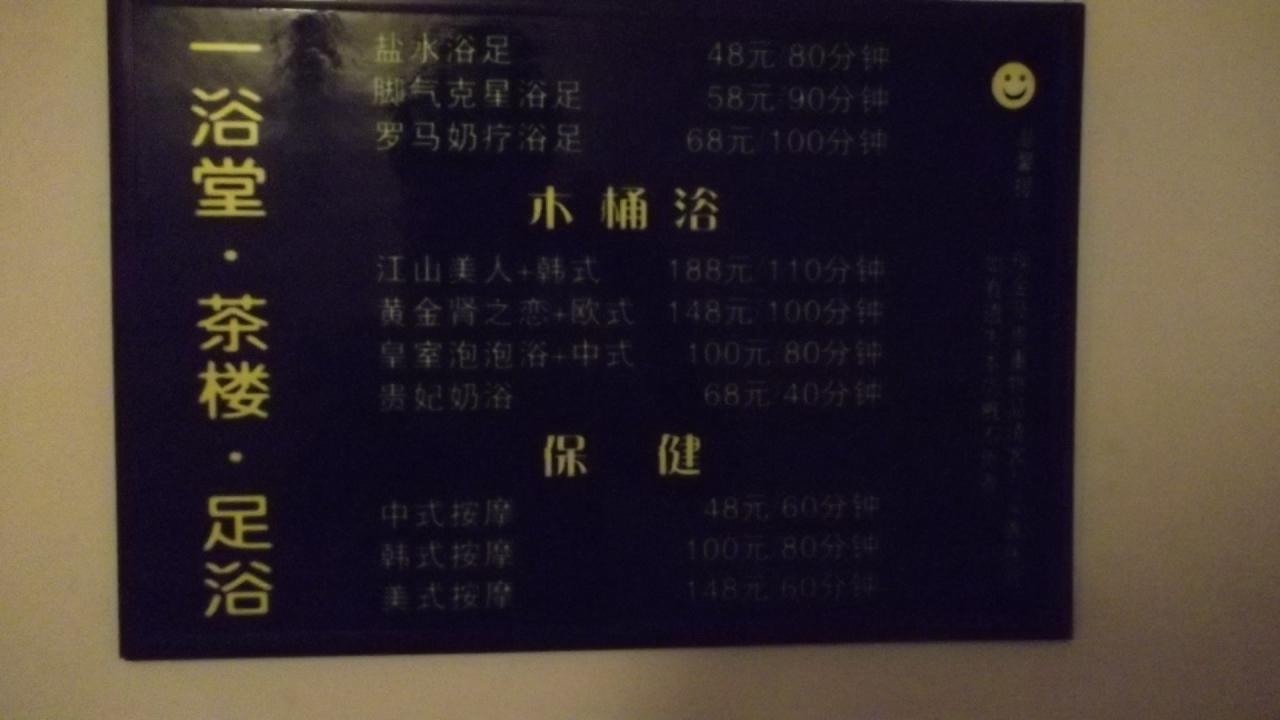 一浴堂·茶楼·足浴
盐水浴足 48元/80分钟
脚气克星浴足 58元/90分钟
罗马奶疗浴足 68元/100分钟
木桶浴
江山美人+韩式 188元/110分钟
黄金肾之恋+欧式 148元/100分钟
皇室泡泡浴+中式 100元/80分钟
贵妃奶浴 68元/40分钟
保健
中式按摩 48元/60分钟
韩式按摩 100元/80分钟
美式按摩 148元/60分钟